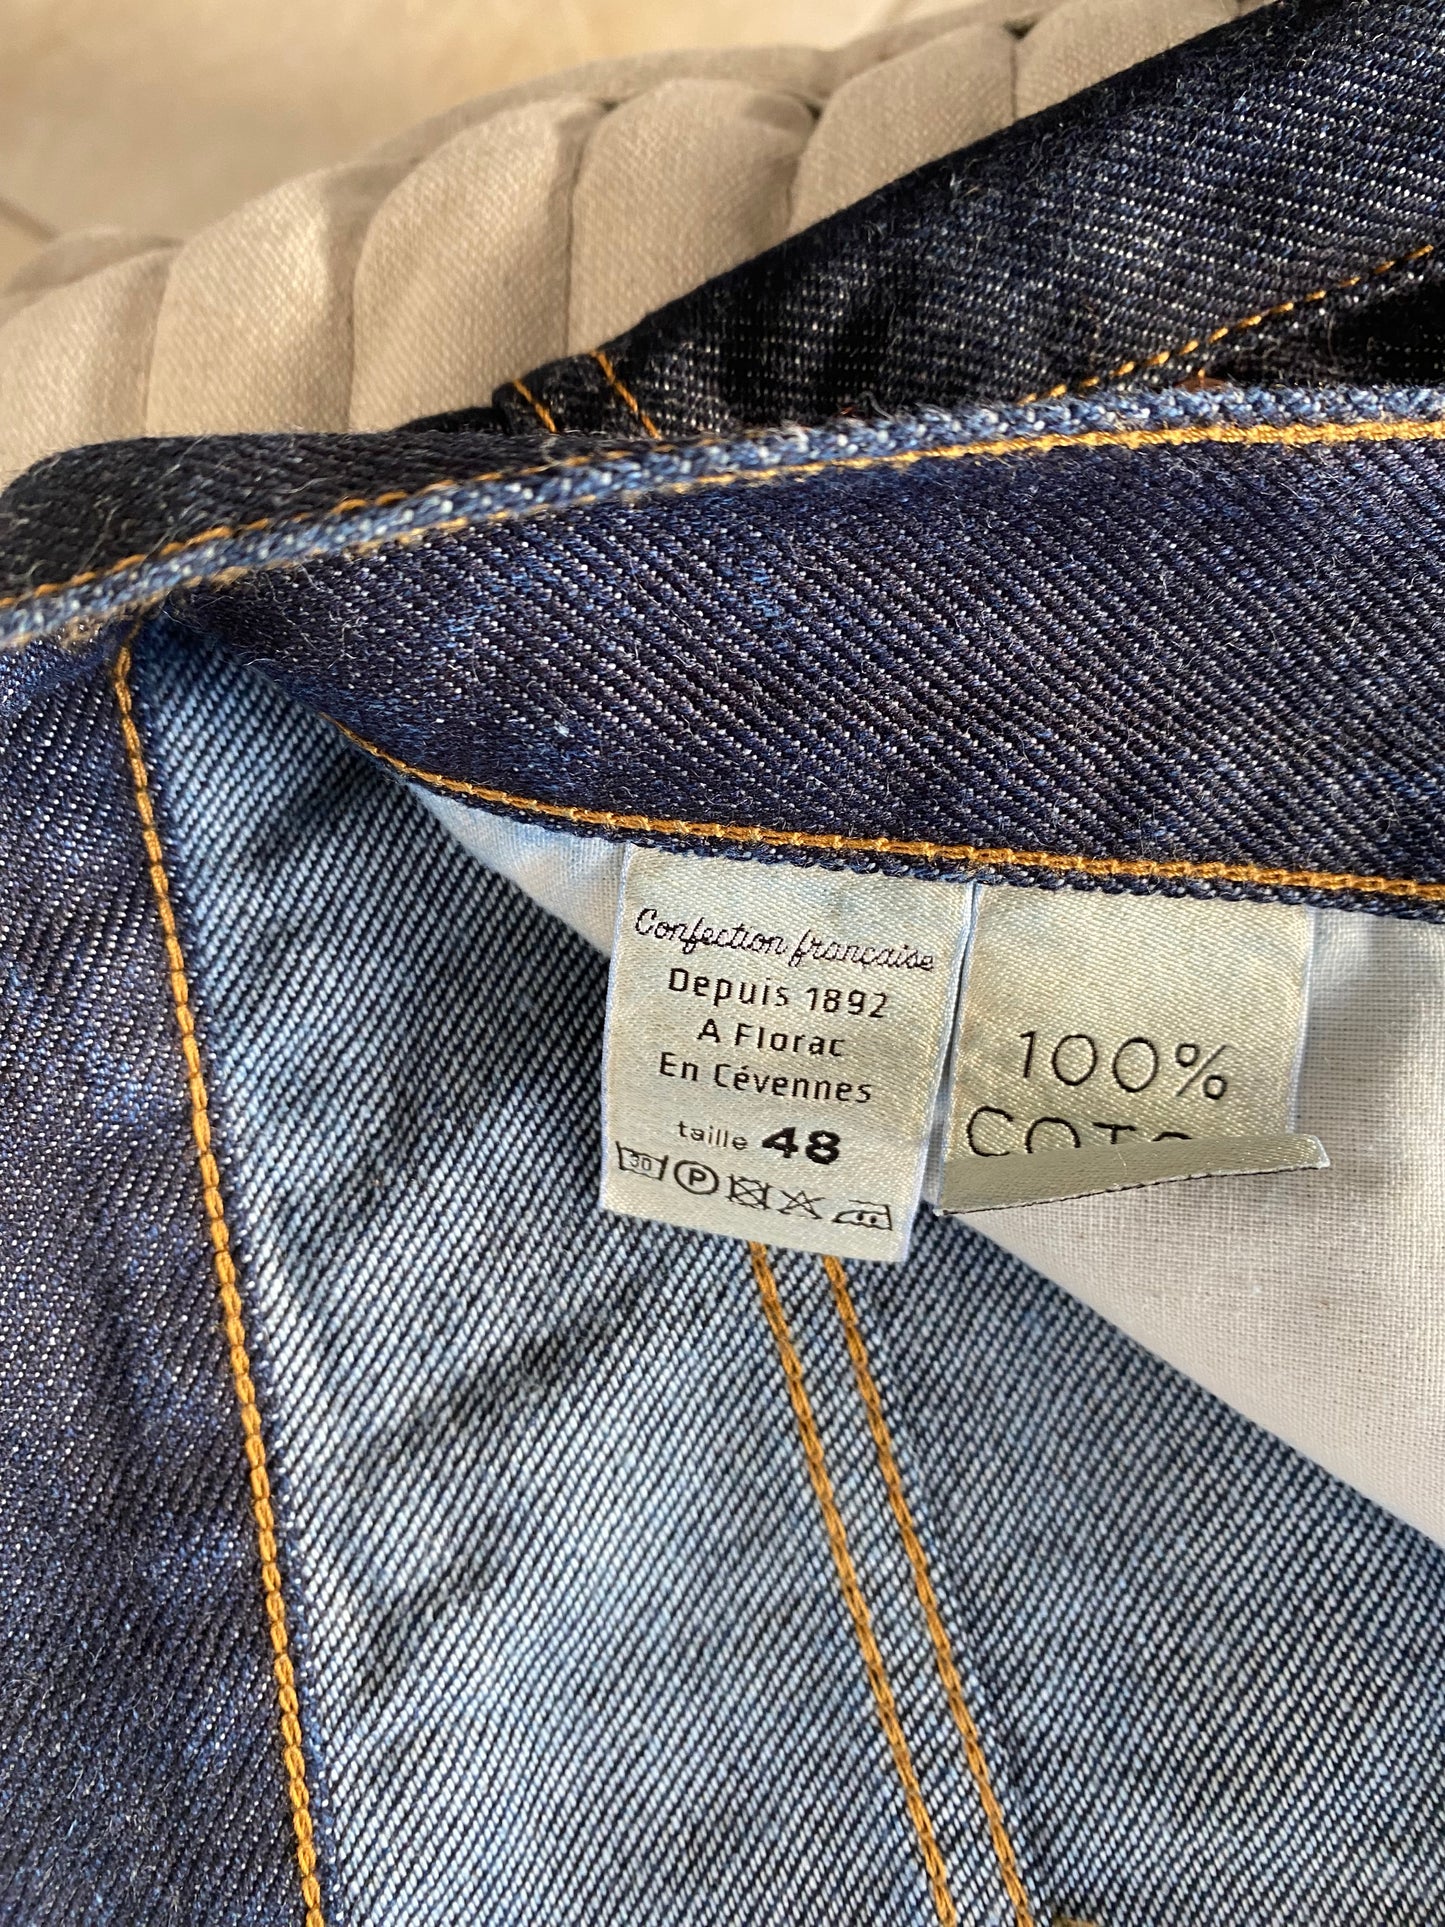 Confection française
Depuis 1892
A Florac
En Cévennes
taille 48
30 P
100%